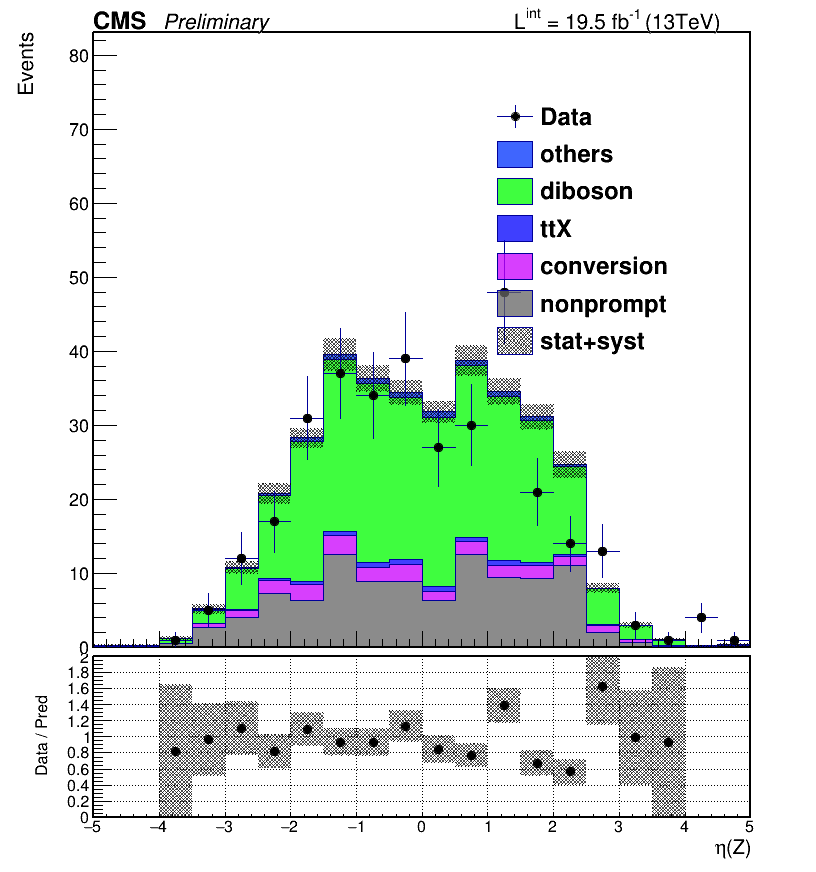 CMS Preliminary L^int = 19.5 fb^-1 (13TeV)
Events
80
70
60
50
40
30
20
10
0
Data
others
diboson
ttX
conversion
nonprompt
stat+syst
Data / Pred
2
1.8
1.6
1.4
1.2
1
0.8
0.6
0.4
0.2
0
−5 −4 −3 −2 −1 0 1 2 3 4 5
η(Z)